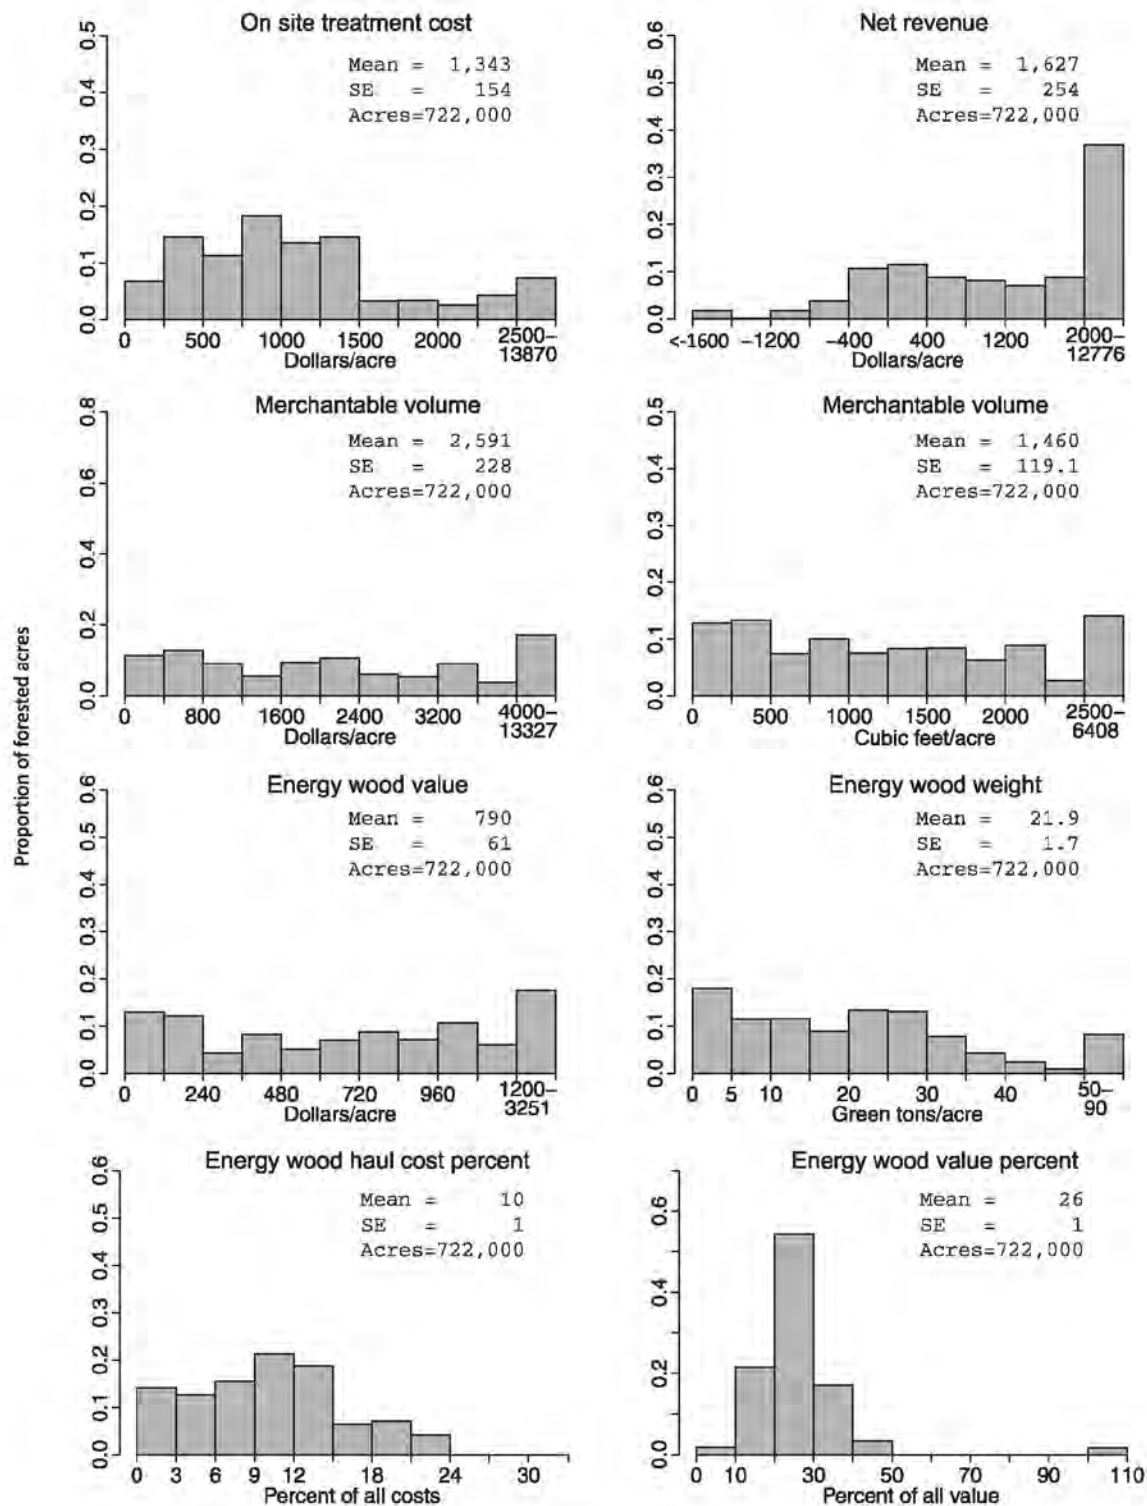 Proportion of forested acres
On site treatment cost
Mean = 1,343
SE = 154
Acres=722,000
0.5
0.4
0.3
0.2
0.1
0.0
0 500 1000 1500 2000 2500–
13870
Dollars/acre
Net revenue
Mean = 1,627
SE = 254
Acres=722,000
0.6
0.5
0.4
0.3
0.2
0.1
0.0
<-1600 −1200 −400 400 1200 2000–
12776
Dollars/acre
Merchantable volume
Mean = 2,591
SE = 228
Acres=722,000
0.8
0.6
0.4
0.2
0.0
0 800 1600 2400 3200 4000–
13327
Dollars/acre
Merchantable volume
Mean = 1,460
SE = 119.1
Acres=722,000
0.5
0.4
0.3
0.2
0.1
0.0
0 500 1000 1500 2000 2500–
6408
Cubic feet/acre
Energy wood value
Mean = 790
SE = 61
Acres=722,000
0.6
0.5
0.4
0.3
0.2
0.1
0.0
0 240 480 720 960 1200–
3251
Dollars/acre
Energy wood weight
Mean = 21.9
SE = 1.7
Acres=722,000
0.6
0.5
0.4
0.3
0.2
0.1
0.0
0 5 10 20 30 40 50–
90
Green tons/acre
Energy wood haul cost percent
Mean = 10
SE = 1
Acres=722,000
0.6
0.5
0.4
0.3
0.2
0.1
0.0
0 3 6 9 12 18 24 30
Percent of all costs
Energy wood value percent
Mean = 26
SE = 1
Acres=722,000
0.6
0.4
0.2
0.0
0 10 30 50 70 90 110
Percent of all value